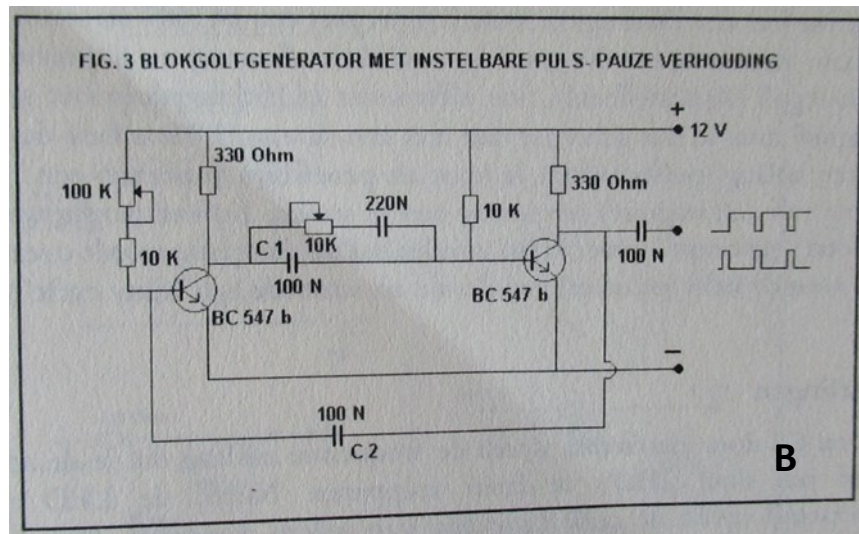 FIG. 3 BLOKGOLFGENERATOR MET INSTELBARE PULS- PAUZE VERHOUDING
+
12 V
330 Ohm
330 Ohm
100 K
220N
10 K
C 1
10K
10 K
100 N
100 N
BC 547 b
BC 547 b
−
100 N
C 2
B